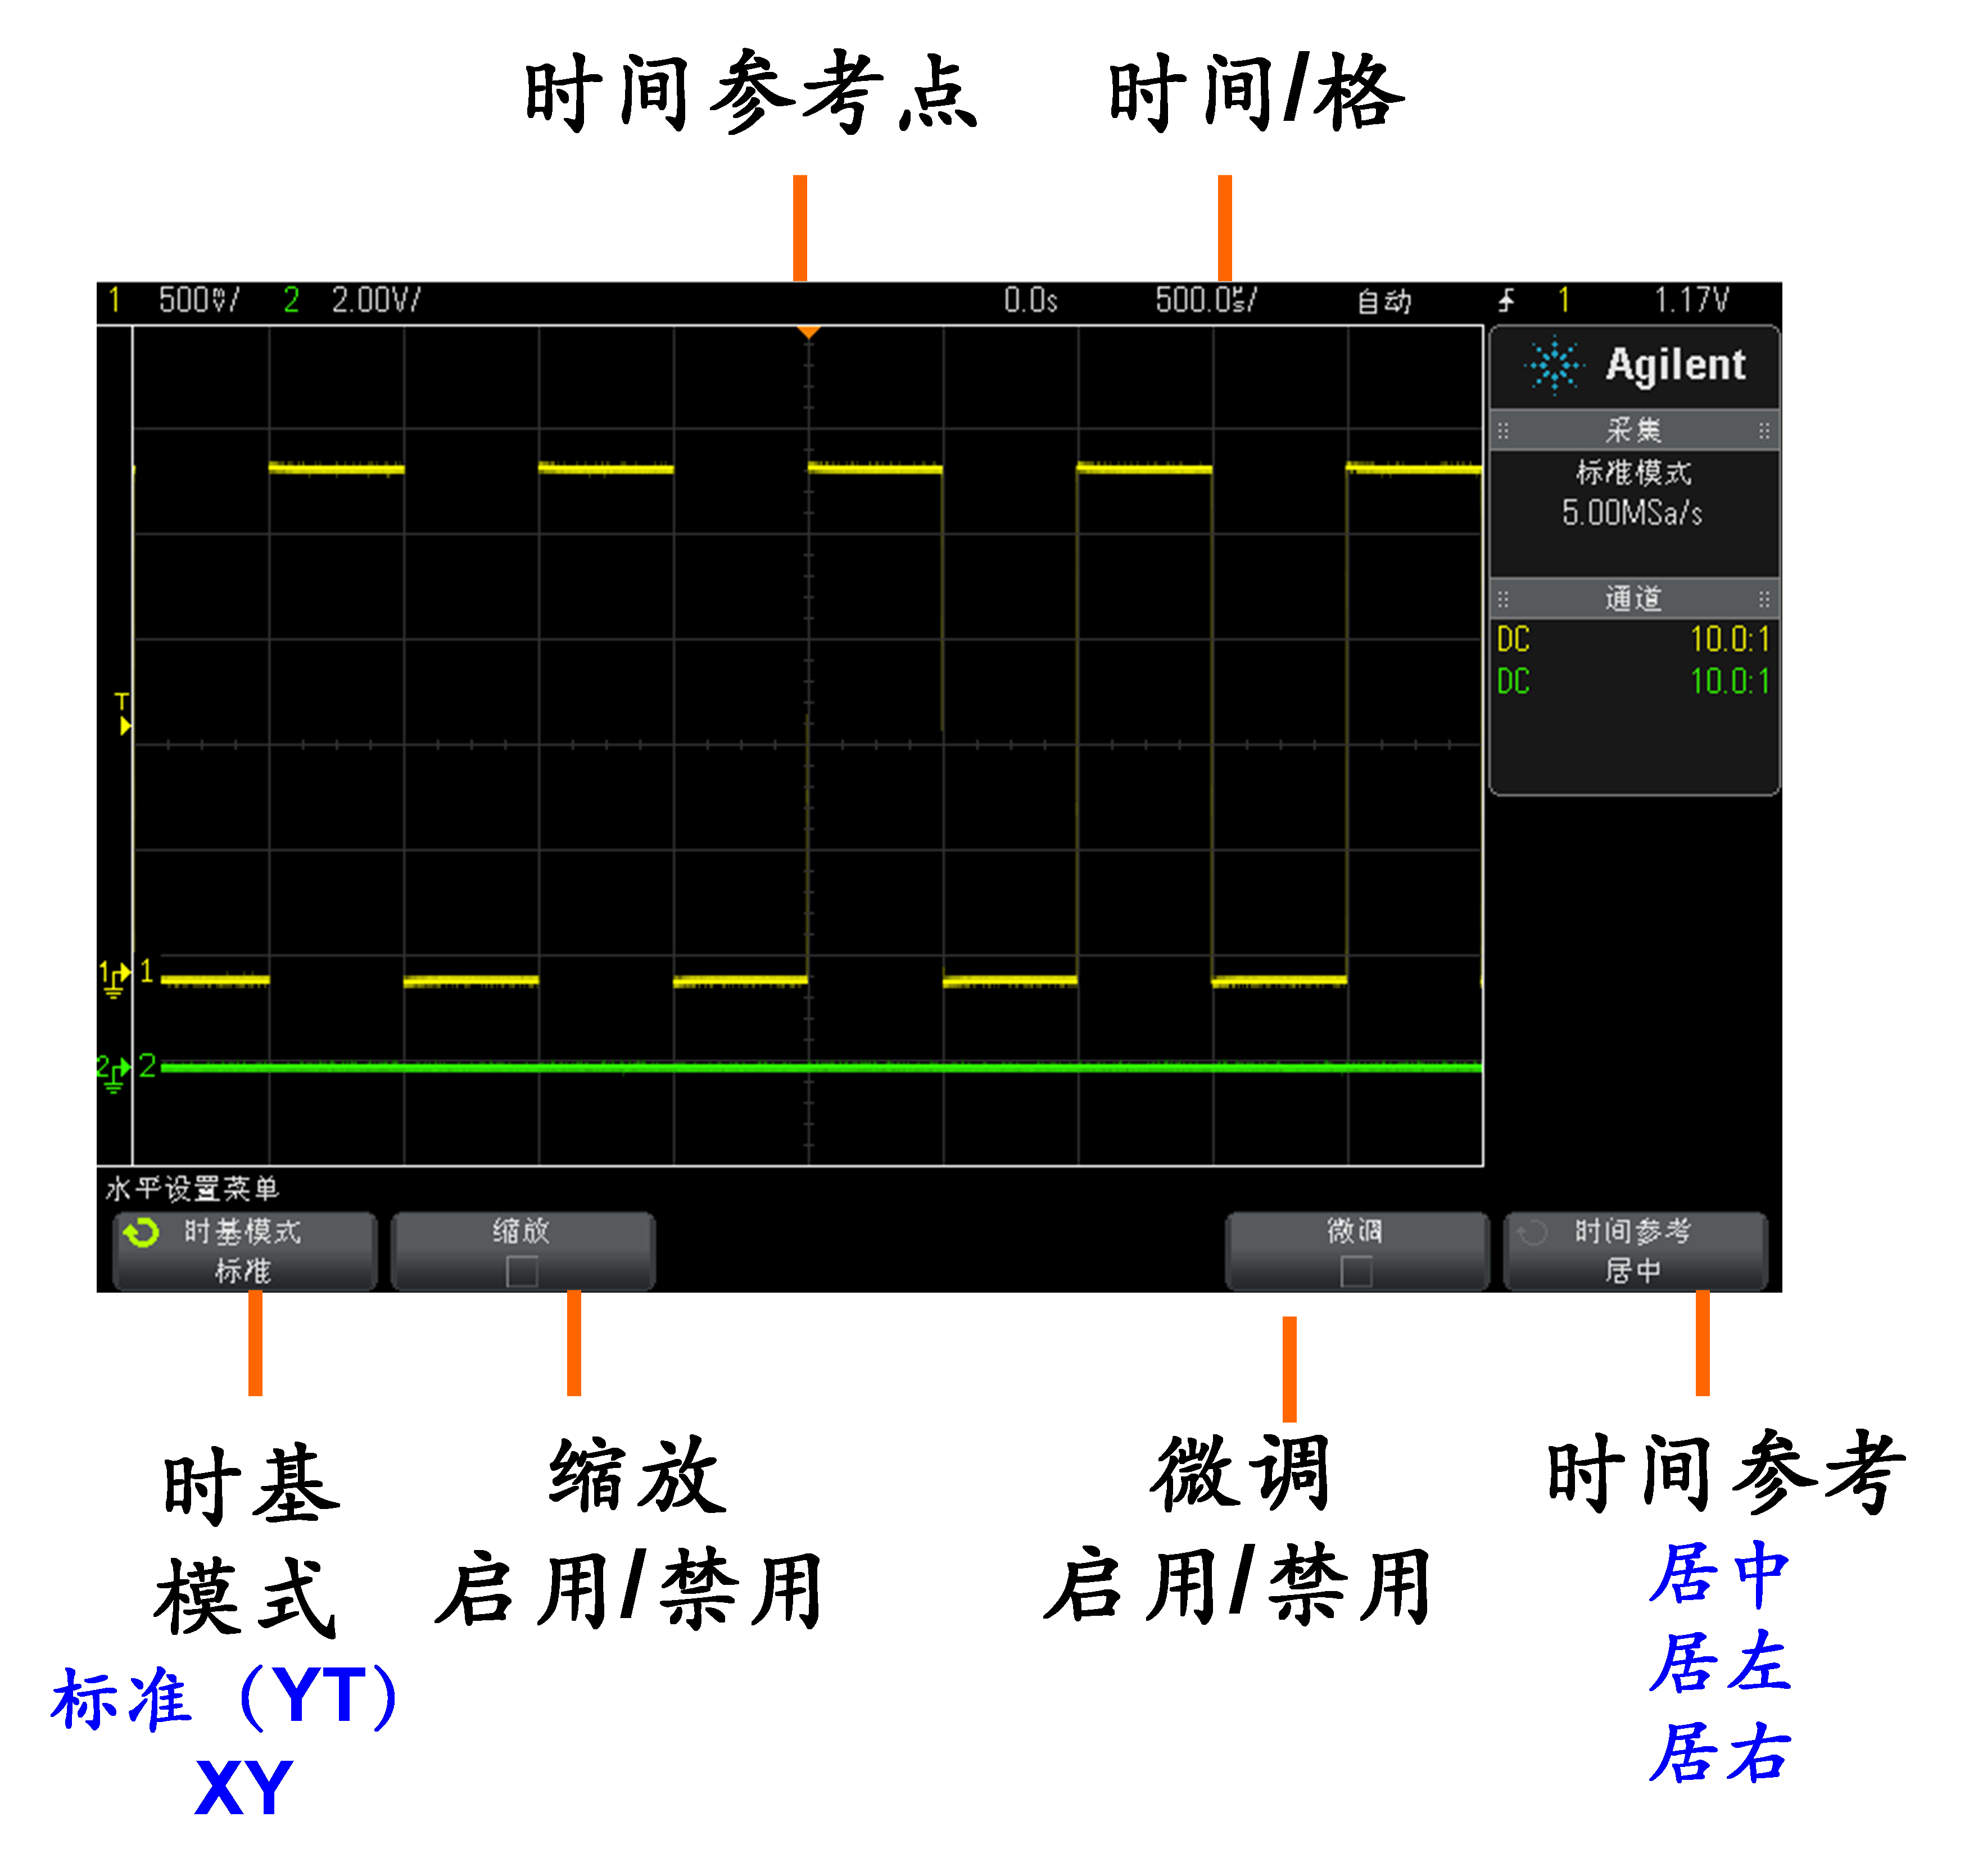 时间参考点 时间/格
1 500mV/ 2 2.00V/ 0.0s 500.0μs/ 自动 1 1.17V
Agilent
采集
标准模式
5.00MSa/s
通道
DC 10.0:1
DC 10.0:1
T
1 1
2 2
水平设置菜单
时基模式 缩放 微调 时间参考
标准 居中
时基 缩放 微调 时间参考
模式 启用/禁用 启用/禁用 居中
标准（YT） 居左
XY 居右